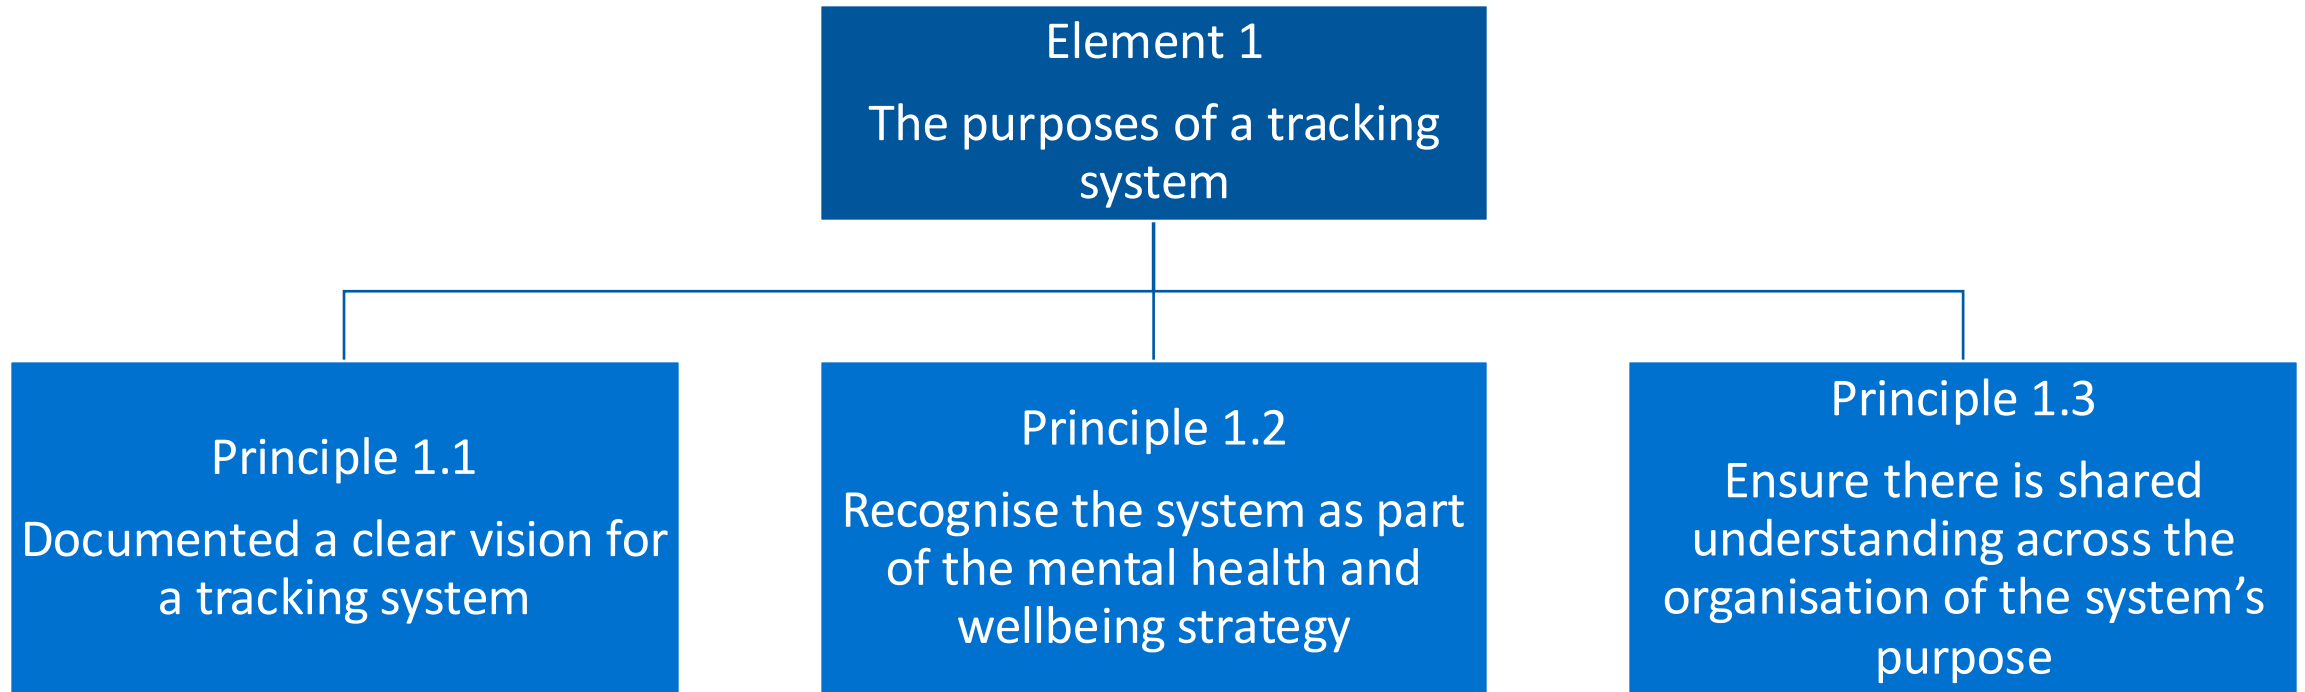 Element 1
The purposes of a tracking
system
Principle 1.1
Documented a clear vision for
a tracking system
Principle 1.2
Recognise the system as part
of the mental health and
wellbeing strategy
Principle 1.3
Ensure there is shared
understanding across the
organisation of the system’s
purpose